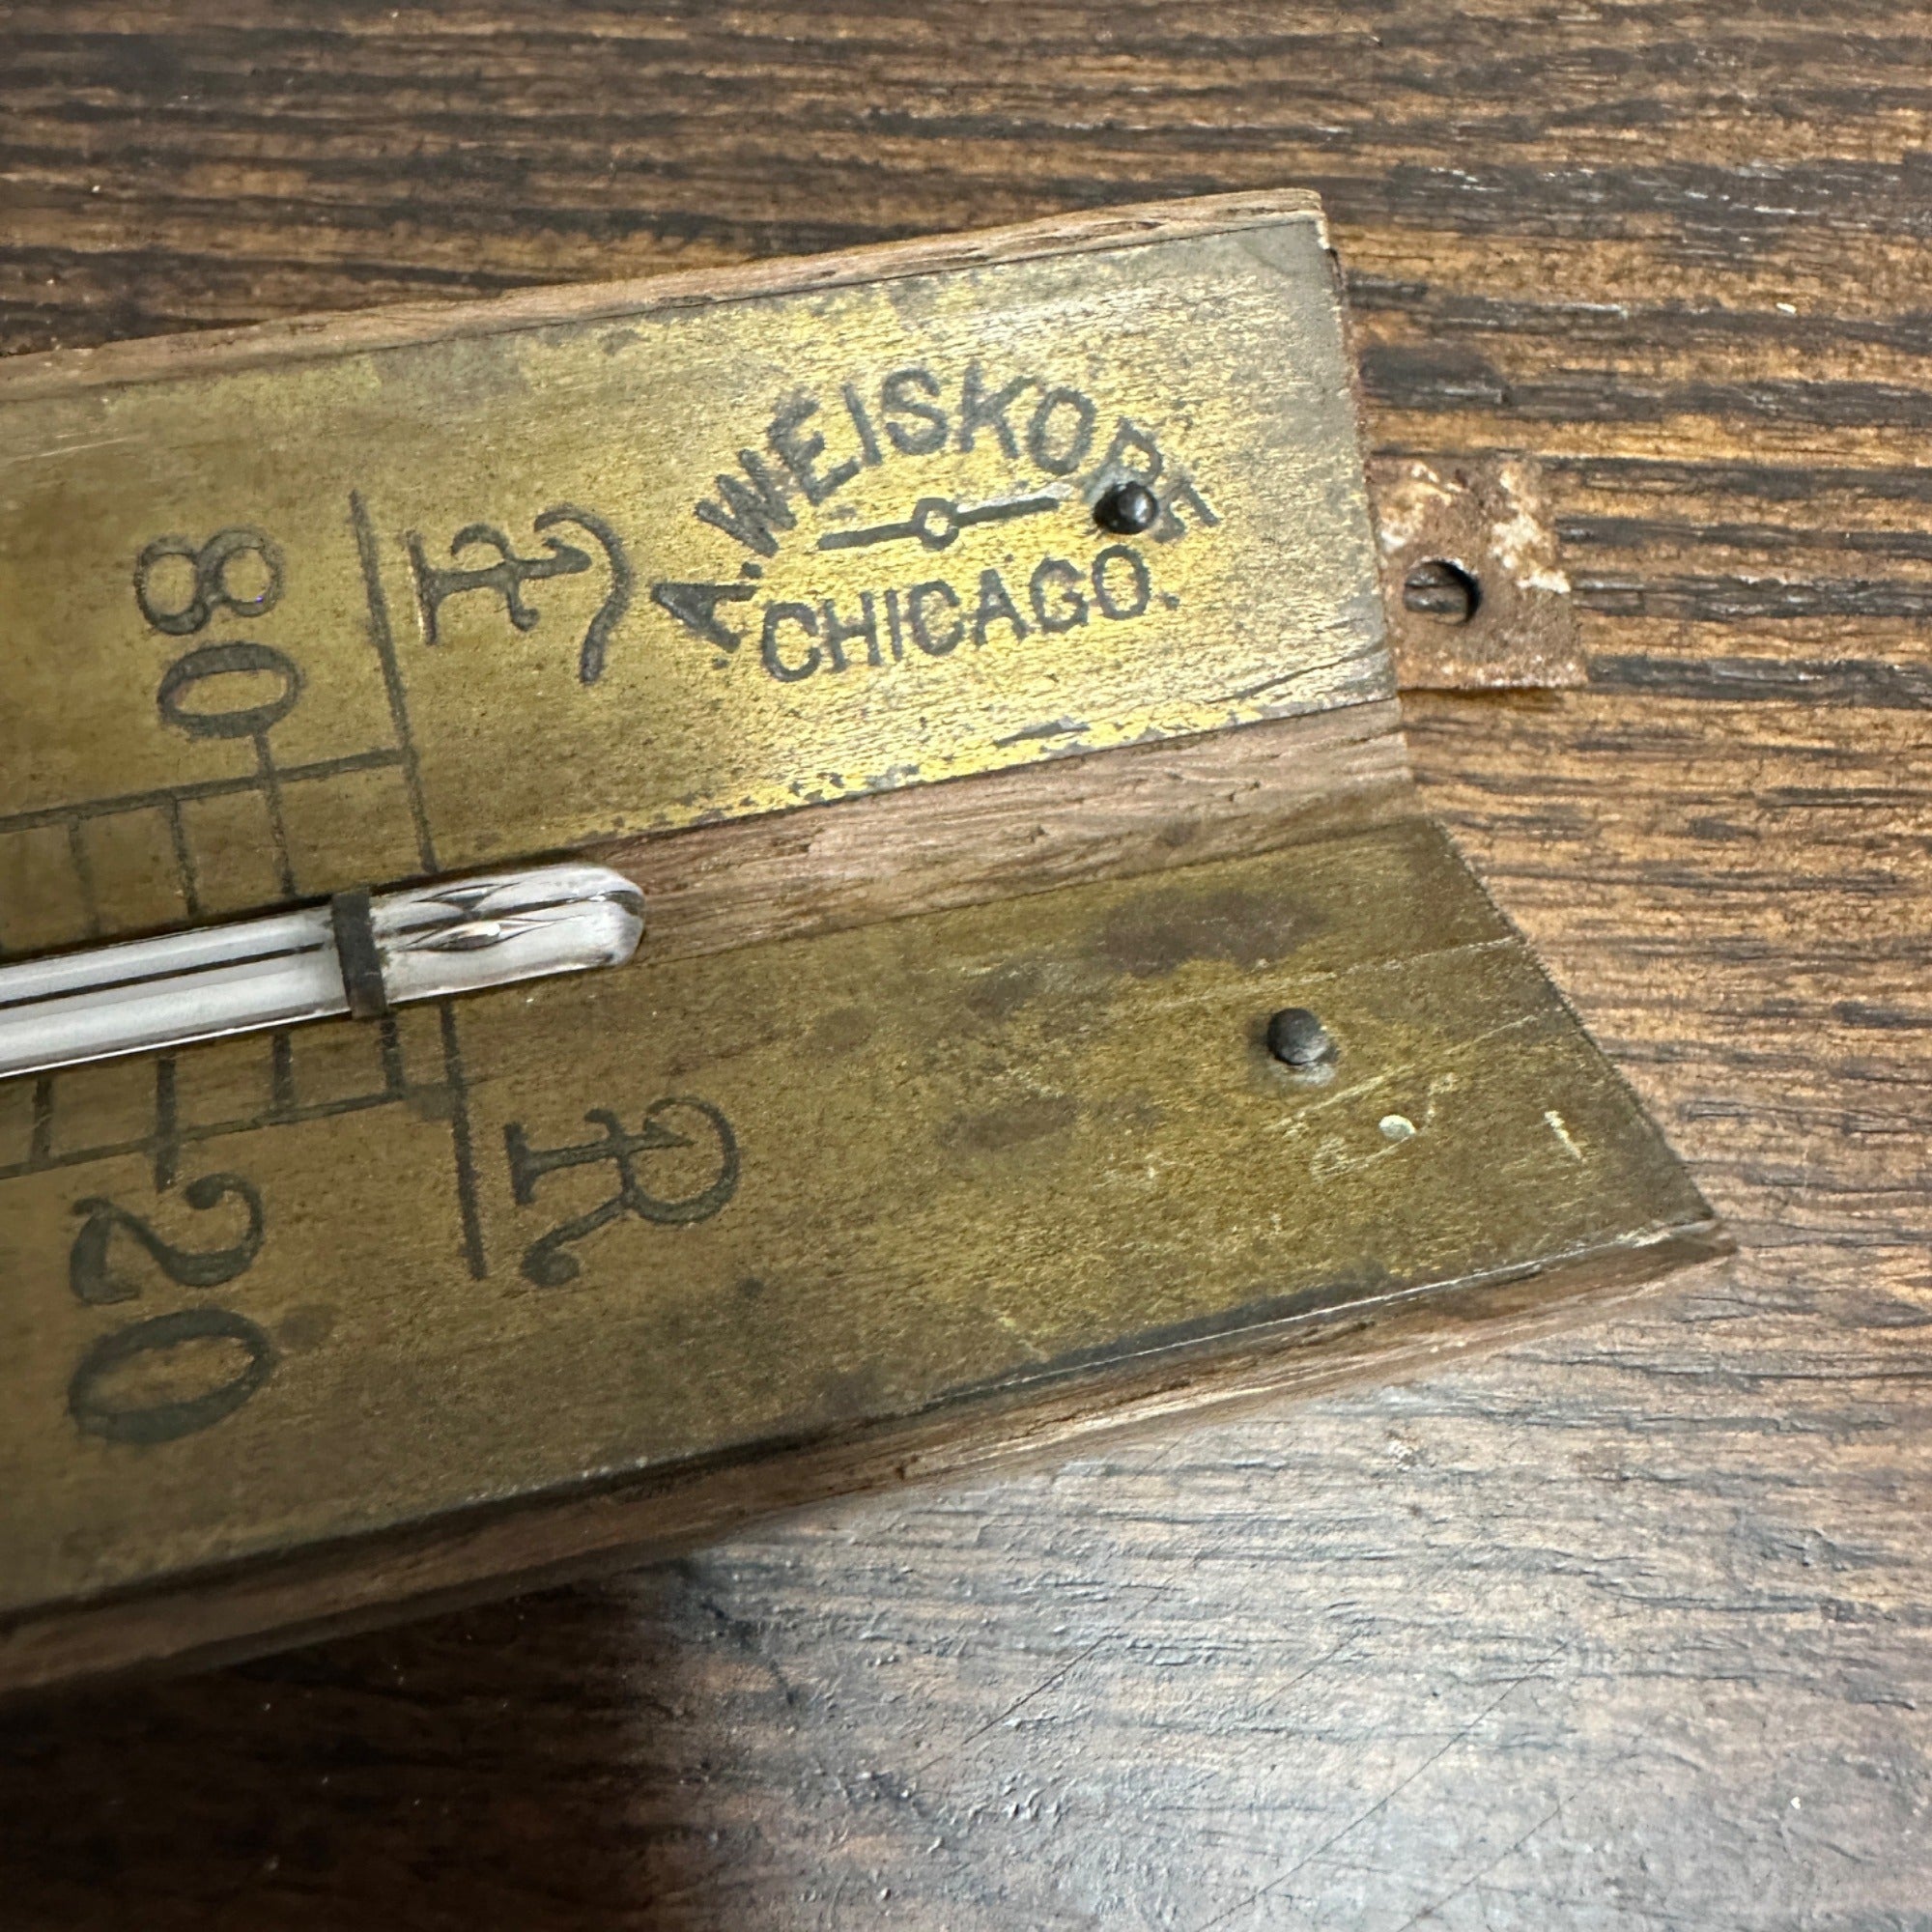 A. WEISKOPF
CHICAGO.
F R
80 20